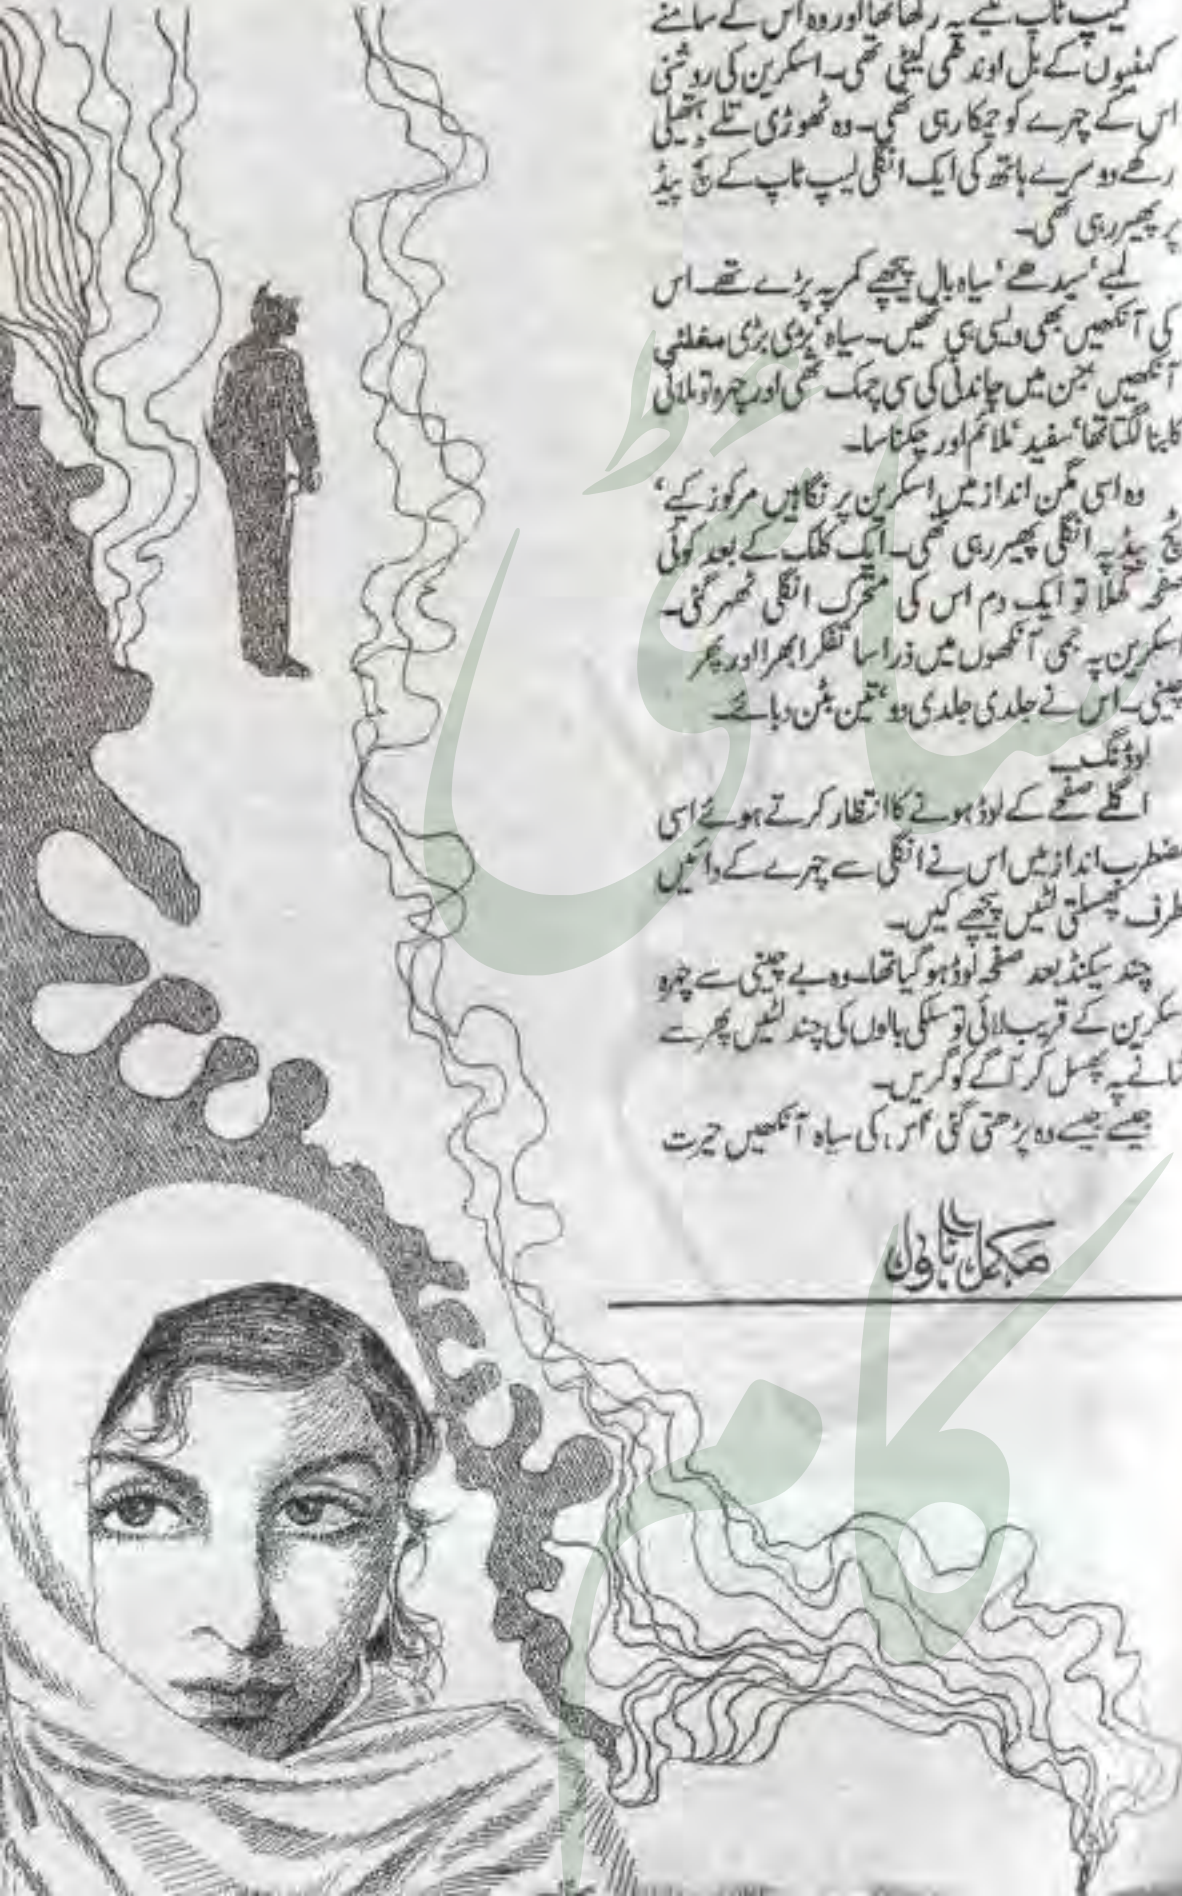 لیپ ٹاپ تکیے پہ رکھا تھا اور وہ اس کے سامنے
کہنیوں کے بل اوندھی لیٹی تھی۔ اسکرین کی روشنی
اس کے چہرے کو چمکا رہی تھی۔ وہ ٹھوڑی تلے ہتھیلی
رکھے دوسرے ہاتھ کی ایک انگلی لیپ ٹاپ کے ٹچ پیڈ
پر پھیر رہی تھی۔
لمبے‘ سیدھے‘ سیاہ بال پیچھے کمر پہ پڑے تھے۔ اس
کی آنکھیں بھی ویسی ہی تھیں۔ سیاہ‘ بڑی بڑی مغلئی
آنکھیں‘ جن میں چاندنی کی سی چمک تھی اور چہرہ تو ملائی
کا بنا لگتا تھا‘ سفید‘ ملائم اور چکنا سا۔
وہ اسی مگن انداز میں اسکرین پر نگاہیں مرکوز کیے‘
ٹچ پیڈ پہ انگلی پھیر رہی تھی۔ ایک کلک کے بعد کوئی
صفحہ کھلا تو ایک دم اس کی متحرک انگلی ٹھہر گئی۔
اسکرین پہ جمی آنکھوں میں ذرا سا تفکر ابھرا اور پھر
چینی۔ اس نے جلدی جلدی دو‘ تین بٹن دبائے۔
لوڈنگ۔
اگلے صفحے کے لوڈ ہونے کا انتظار کرتے ہوئے اسی
مضطرب انداز میں اس نے انگلی سے چہرے کے دائیں
طرف پھسلتی لٹیں پیچھے کیں۔
چند سیکنڈ بعد صفحہ لوڈ ہو گیا تھا۔ وہ بے چینی سے چہرہ
سکرین کے قریب لائی تو سلکی بالوں کی چند لٹیں پھر سے
شانے پہ پھسل کر آگے کو گریں۔
جیسے جیسے وہ پڑھتی گئی‘ اس کی سیاہ آنکھیں حیرت
مکمل ناول